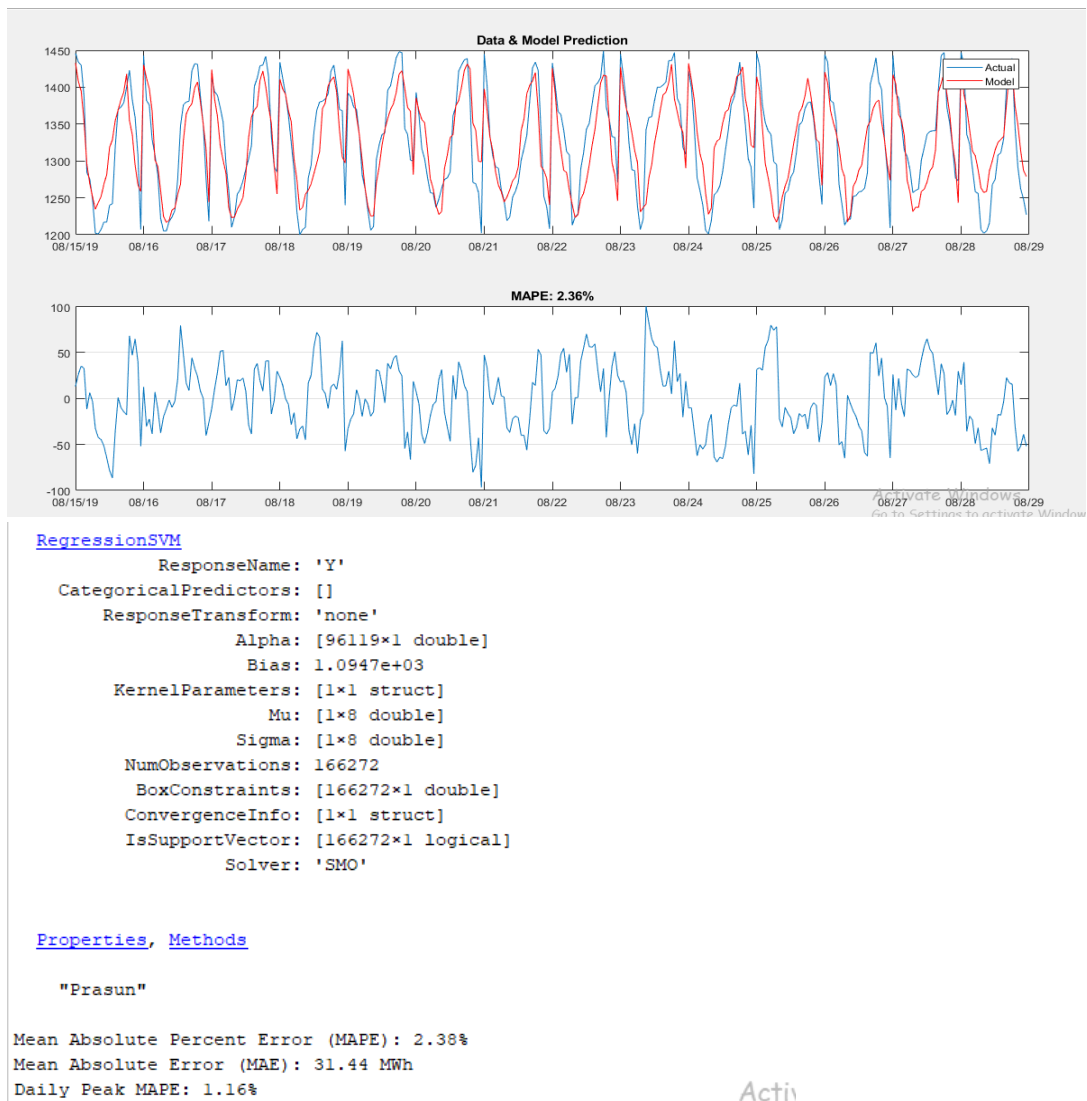 Data & Model Prediction
1450
1400
1350
1300
1250
1200
Actual
Model
08/15/19 08/16 08/17 08/18 08/19 08/20 08/21 08/22 08/23 08/24 08/25 08/26 08/27 08/28 08/29
MAPE: 2.36%
100
50
0
-50
-100
08/15/19 08/16 08/17 08/18 08/19 08/20 08/21 08/22 08/23 08/24 08/25 08/26 08/27 08/28 08/29
Activate Windows
Go to Settings to activate Window
RegressionSVM
ResponseName: 'Y'
CategoricalPredictors: []
ResponseTransform: 'none'
Alpha: [96119×1 double]
Bias: 1.0947e+03
KernelParameters: [1×1 struct]
Mu: [1×8 double]
Sigma: [1×8 double]
NumObservations: 166272
BoxConstraints: [166272×1 double]
ConvergenceInfo: [1×1 struct]
IsSupportVector: [166272×1 logical]
Solver: 'SMO'
Properties, Methods
"Prasun"
Mean Absolute Percent Error (MAPE): 2.38%
Mean Absolute Error (MAE): 31.44 MWh
Daily Peak MAPE: 1.16%
Activ